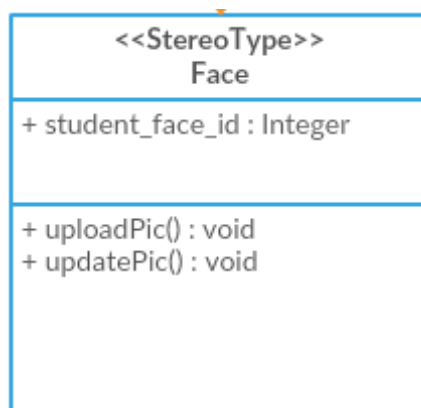 <<StereoType>>
Face
+ student_face_id : Integer
+ uploadPic() : void
+ updatePic() : void